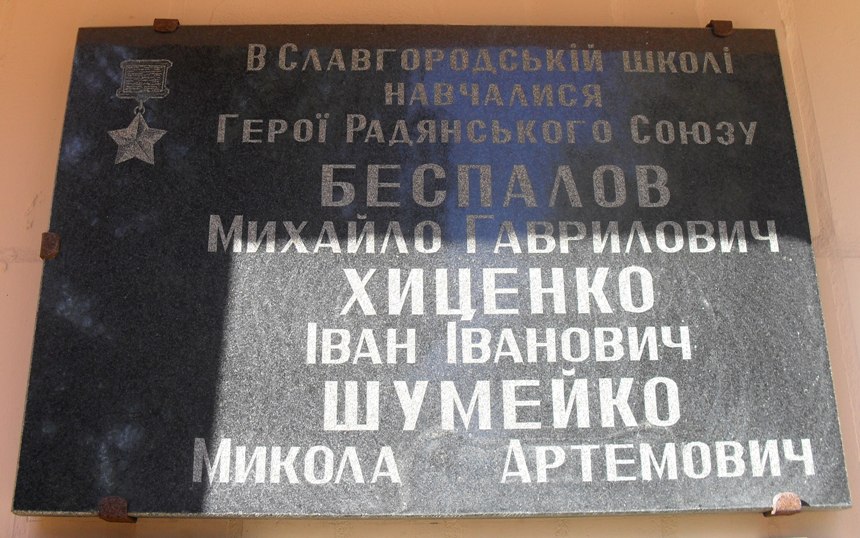 В Славгородській школі
навчалися
Герої Радянського Союзу
БЕСПАЛОВ
Михайло Гаврилович
ХИЦЕНКО
Іван Іванович
ШУМЕЙКО
Микола Артемович